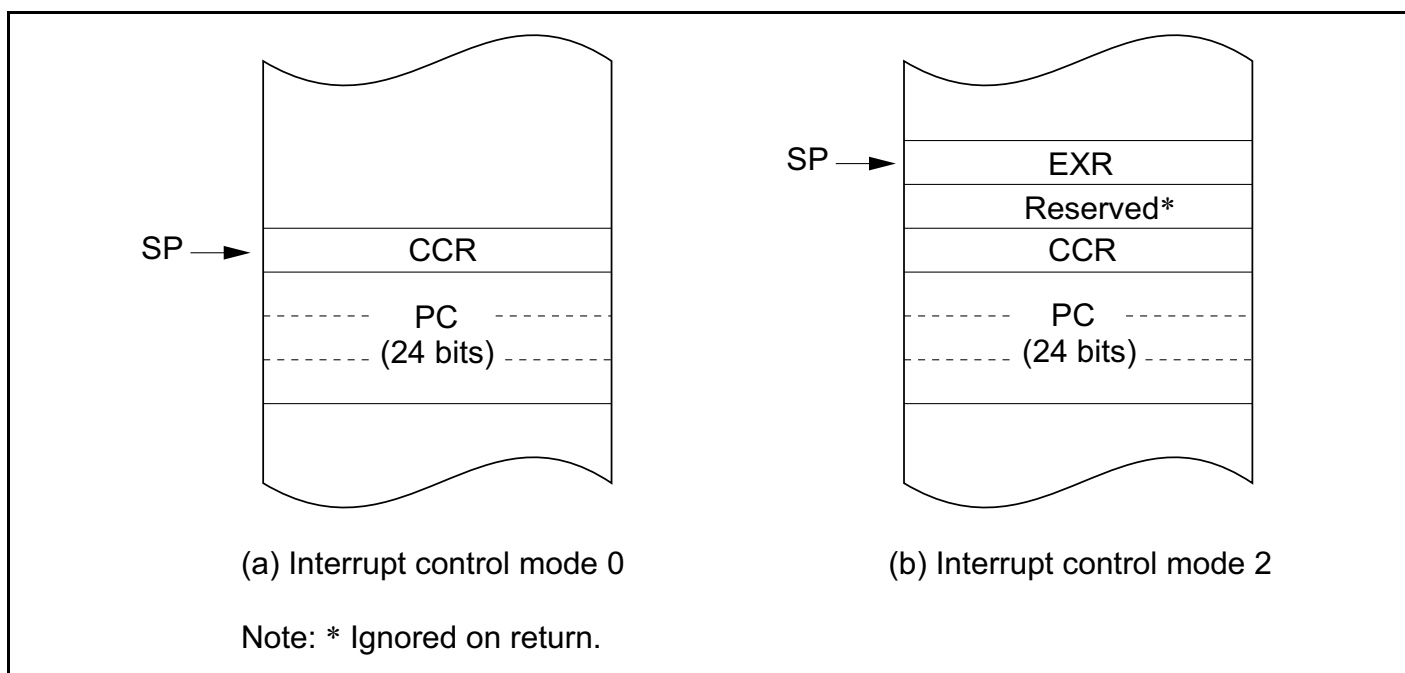 SP
CCR
PC
(24 bits)
(a) Interrupt control mode 0
SP
EXR
Reserved*
CCR
PC
(24 bits)
(b) Interrupt control mode 2
Note: * Ignored on return.